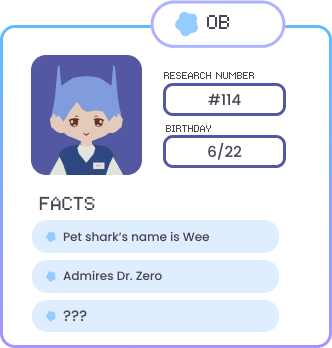 OB
RESEARCH NUMBER
#114
BIRTHDAY
6/22
FACTS
Pet shark's name is Wee
Admires Dr. Zero
???